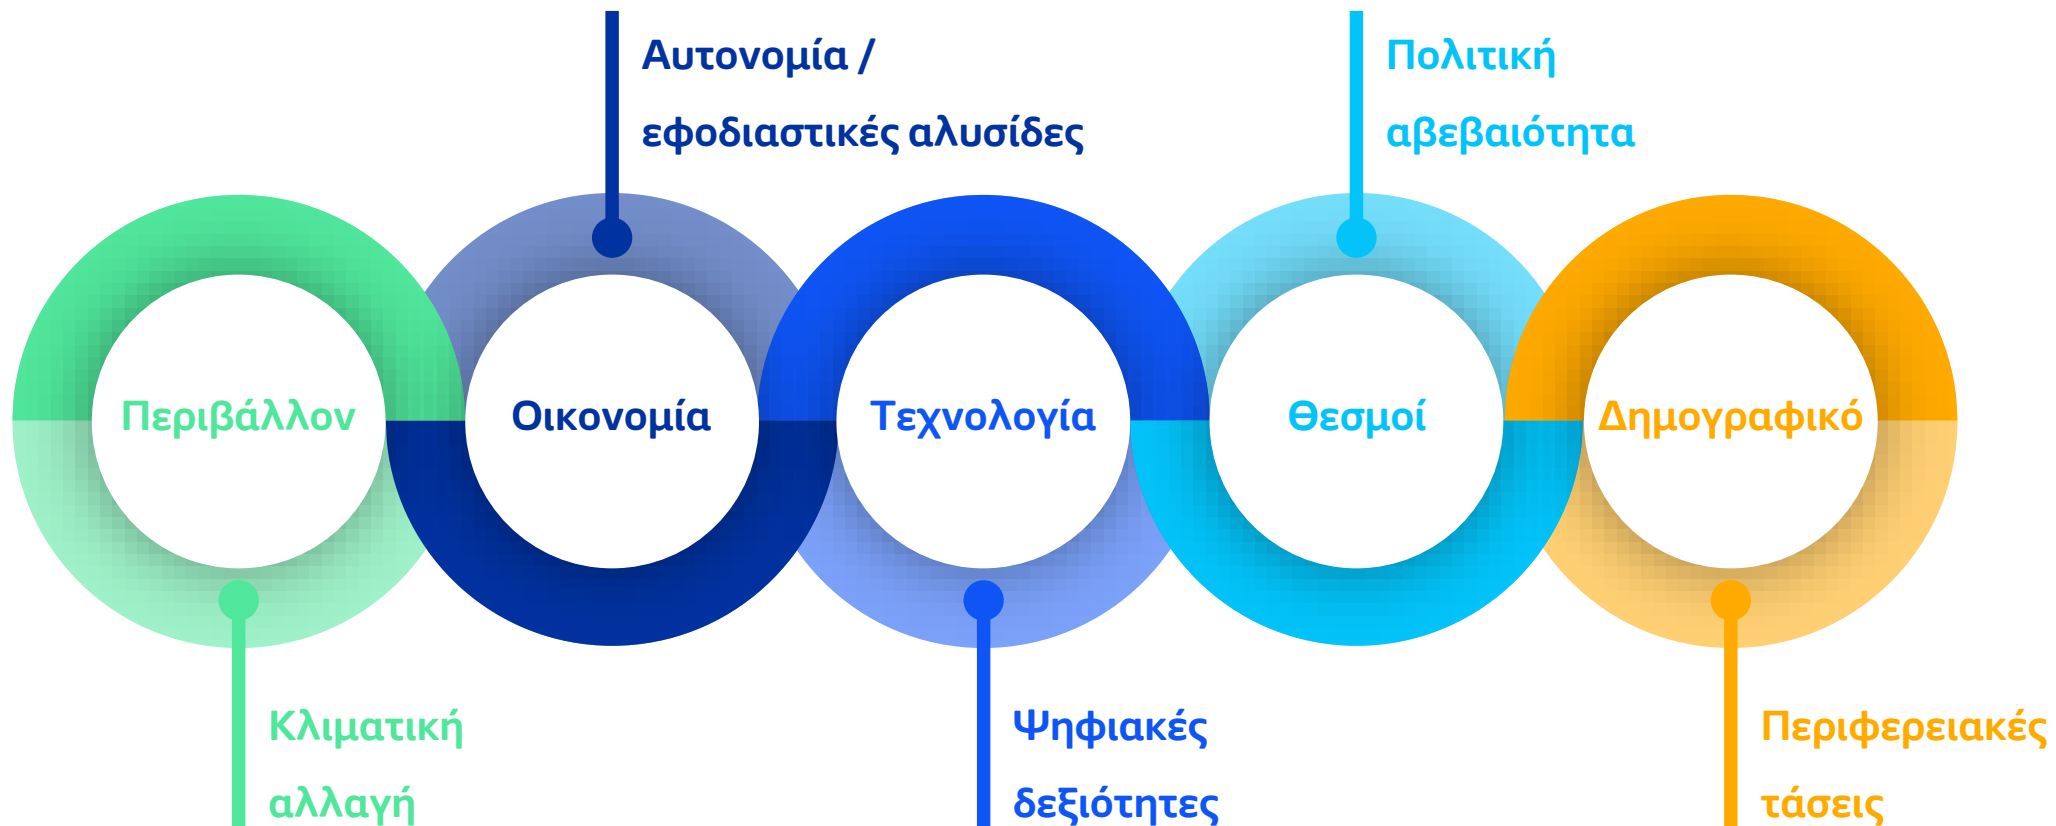 Αυτονομία /
εφοδιαστικές αλυσίδες
Πολιτική
αβεβαιότητα
Περιβάλλον
Οικονομία
Τεχνολογία
Θεσμοί
Δημογραφικό
Κλιματική
αλλαγή
Ψηφιακές
δεξιότητες
Περιφερειακές
τάσεις